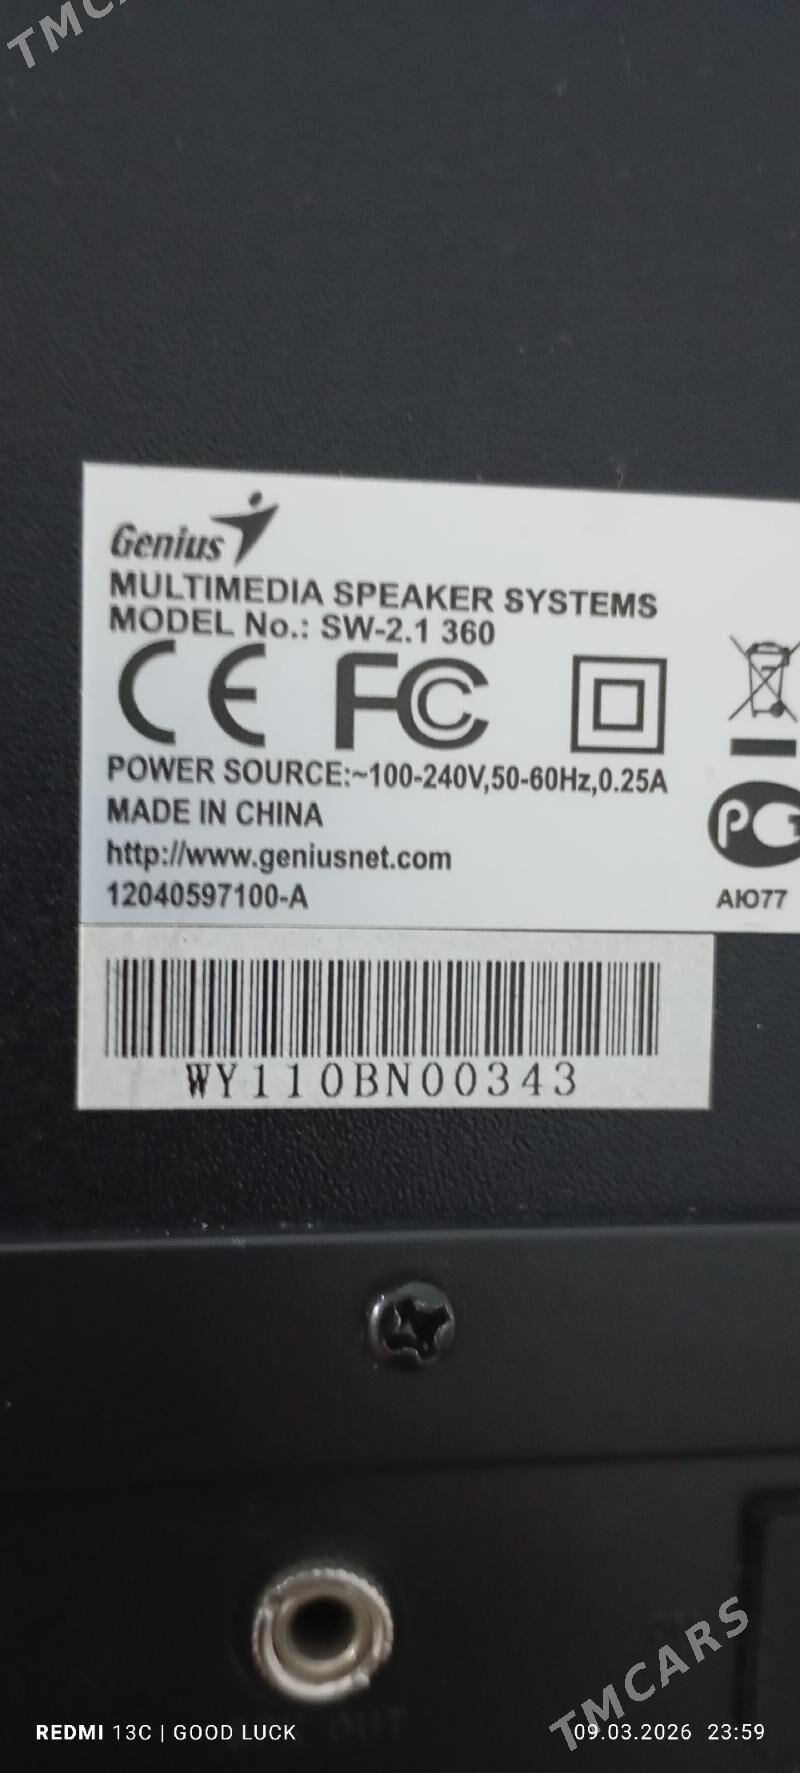 TMCA
Genius
MULTIMEDIA SPEAKER SYSTEMS
MODEL No.: SW-2.1 360
CE FC
POWER SOURCE:~100-240V,50-60Hz,0.25A
MADE IN CHINA
http://www.geniusnet.com
12040597100-A
АЮ77
WY110BN00343
TMCARS
REDMI 13C | GOOD LUCK
09.03.2026 23:59